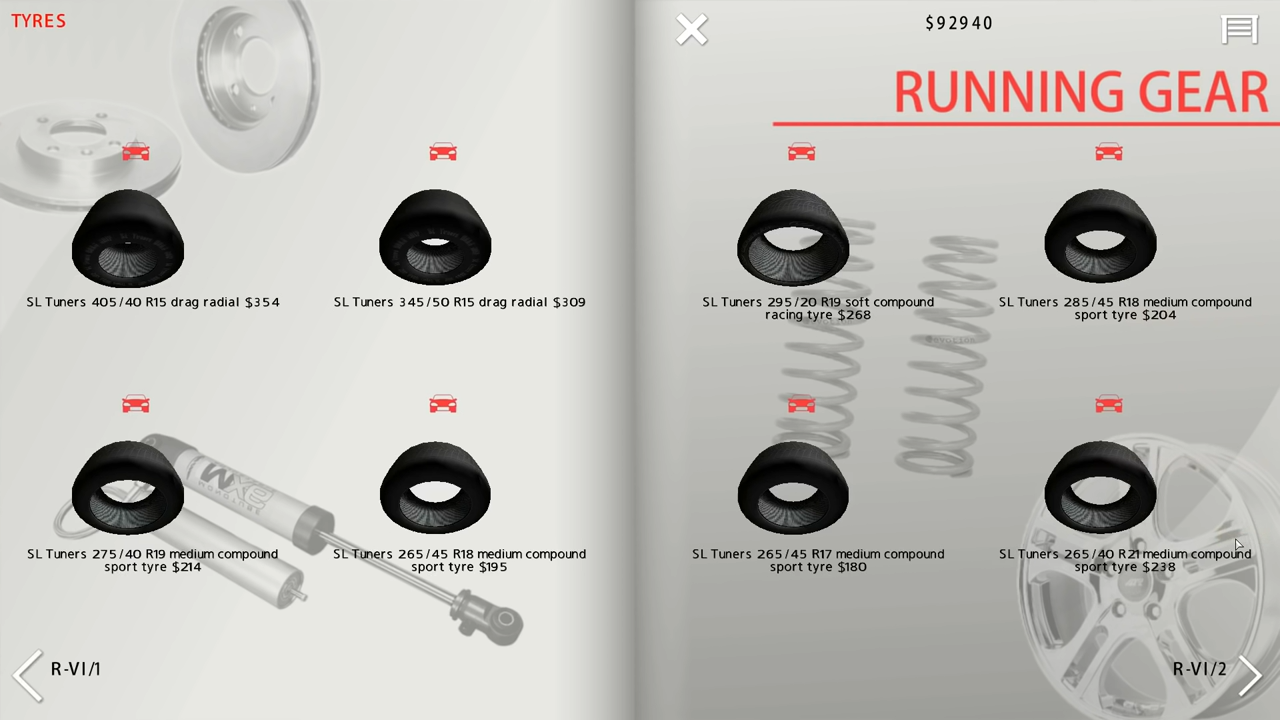 TYRES
$92940
RUNNING GEAR
SL Tuners 405/40 R15 drag radial $354
SL Tuners 345/50 R15 drag radial $309
SL Tuners 295/20 R19 soft compound
racing tyre $268
SL Tuners 285/45 R18 medium compound
sport tyre $204
SL Tuners 275/40 R19 medium compound
sport tyre $214
SL Tuners 265/45 R18 medium compound
sport tyre $195
SL Tuners 265/45 R17 medium compound
sport tyre $180
SL Tuners 265/40 R21 medium compound
sport tyre $238
R-VI/1
R-VI/2